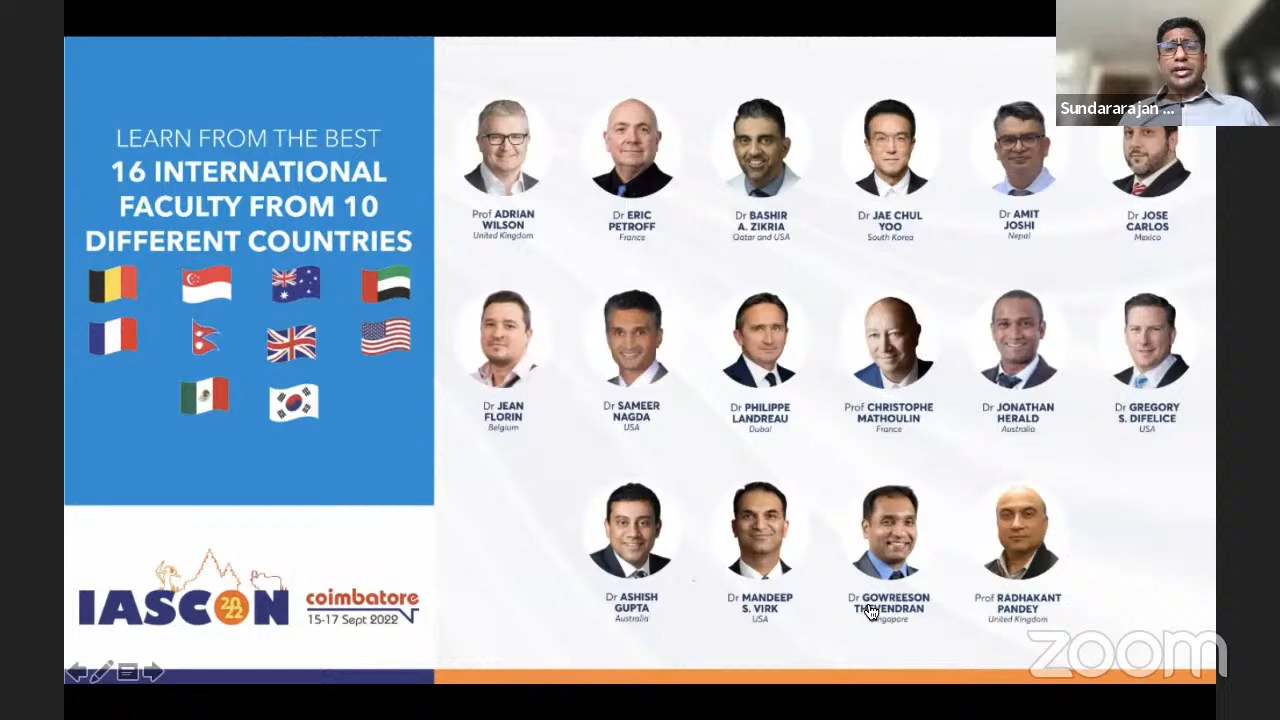 LEARN FROM THE BEST
16 INTERNATIONAL
FACULTY FROM 10
DIFFERENT COUNTRIES
IASCON
2022
coimbatore
15-17 Sept 2022
Sundararajan ...
Prof ADRIAN
WILSON
United Kingdom
Dr ERIC
PETROFF
France
Dr BASHIR
A. ZIKRIA
Qatar and USA
Dr JAE CHUL
YOO
South Korea
Dr AMIT
JOSHI
Nepal
Dr JOSE
CARLOS
Mexico
Dr JEAN
FLORIN
Belgium
Dr SAMEER
NAGDA
USA
Dr PHILIPPE
LANDREAU
Dubai
Prof CHRISTOPHE
MATHOULIN
France
Dr JONATHAN
HERALD
Australia
Dr GREGORY
S. DIFELICE
USA
Dr ASHISH
GUPTA
Australia
Dr MANDEEP
S. VIRK
USA
Dr GOWREESON
Prof RADHAKANT
PANDEY
United Kingdom
zoom